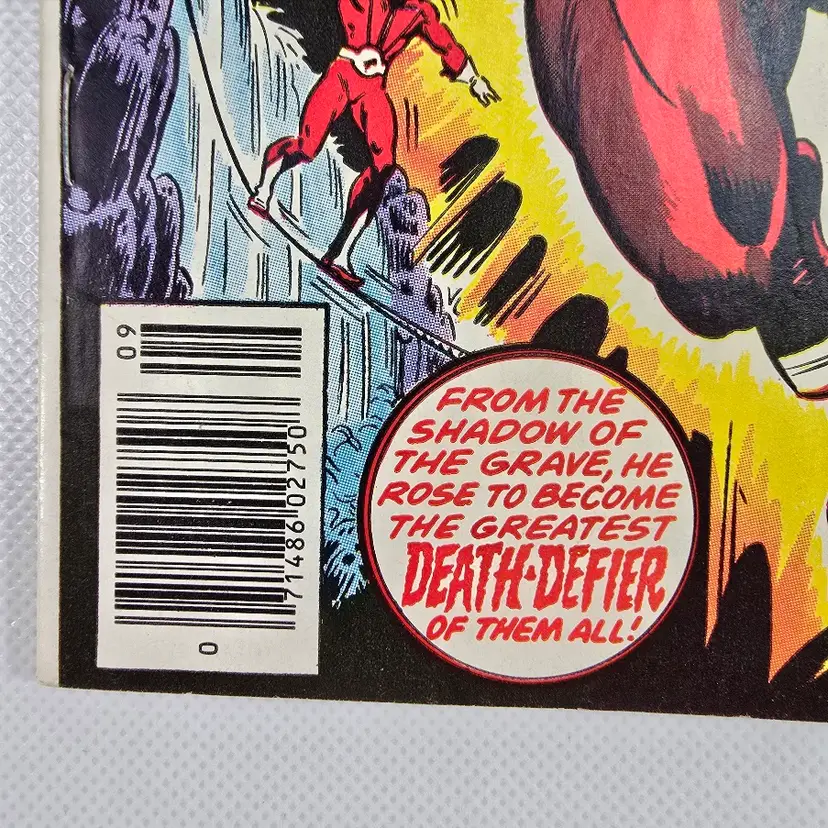 09
71486 02750
0
FROM THE
SHADOW OF
THE GRAVE, HE
ROSE TO BECOME
THE GREATEST
DEATH-DEFIER
OF THEM ALL!